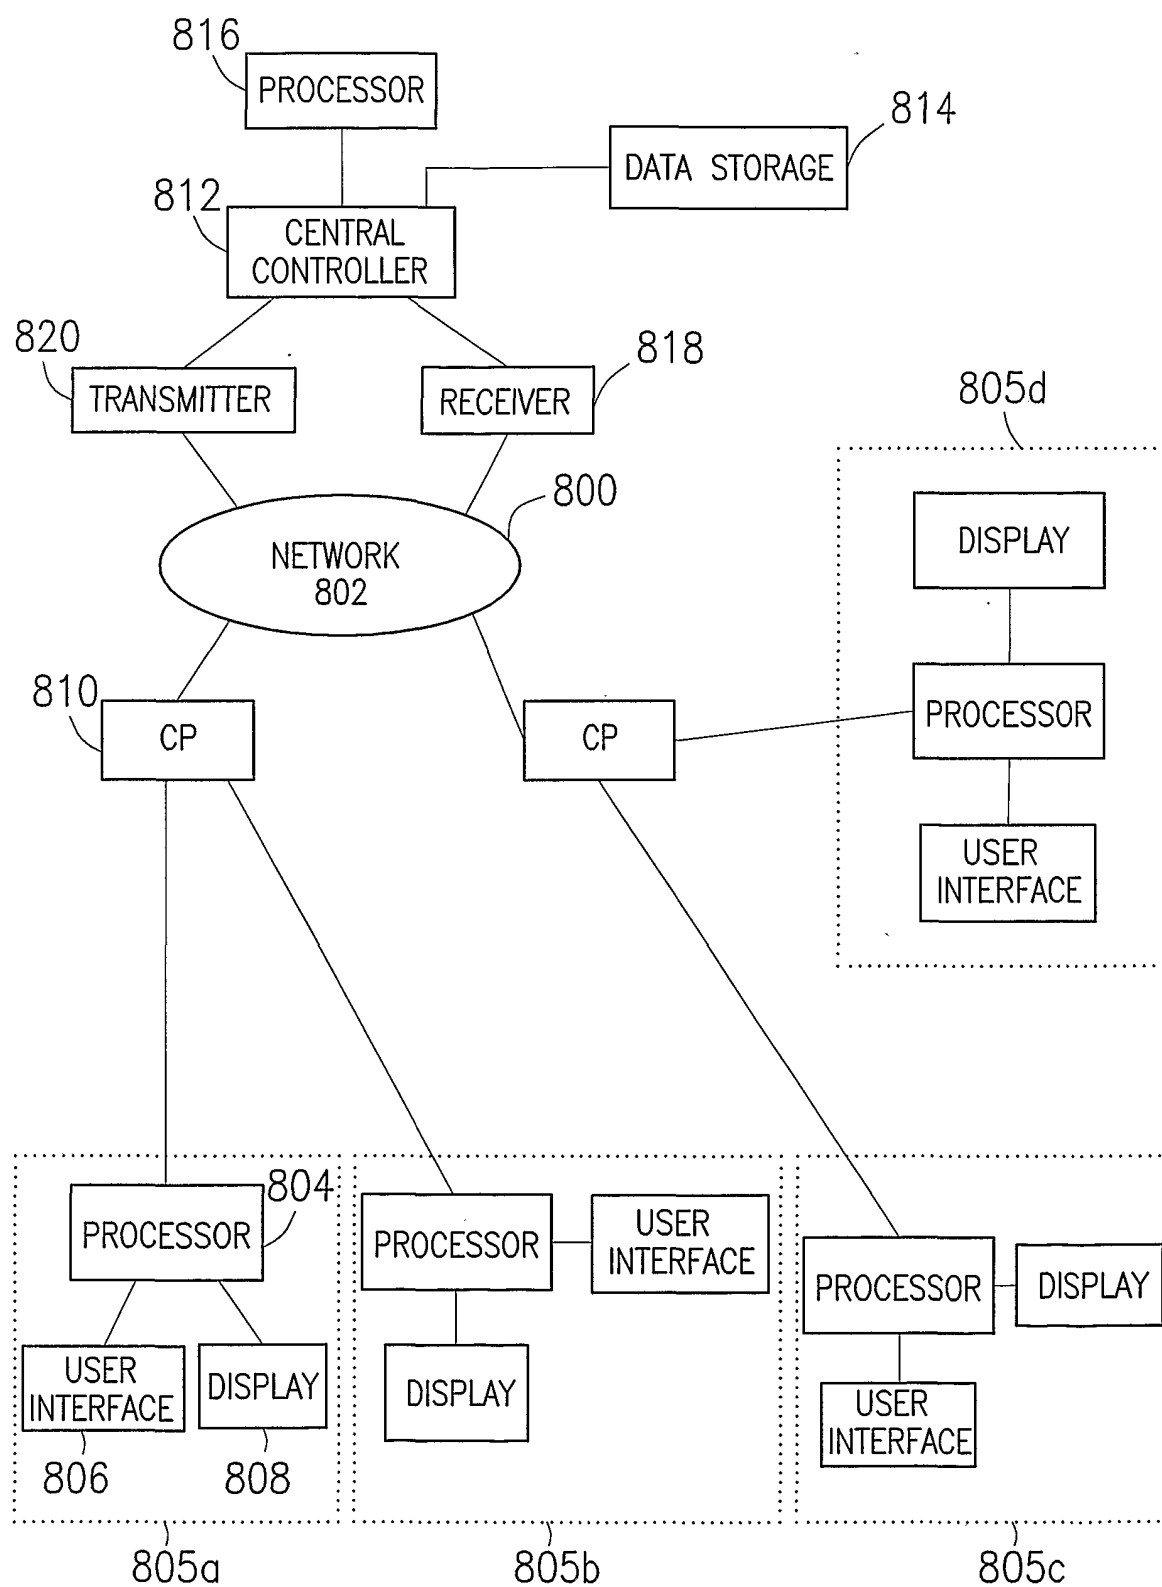 816
PROCESSOR
814
DATA STORAGE
812
CENTRAL
CONTROLLER
820
TRANSMITTER
818
RECEIVER
805d
800
NETWORK
802
DISPLAY
810
CP
CP
PROCESSOR
USER
INTERFACE
804
PROCESSOR
USER
INTERFACE
DISPLAY
806
808
805a
PROCESSOR
USER
INTERFACE
DISPLAY
805b
PROCESSOR
DISPLAY
USER
INTERFACE
805c